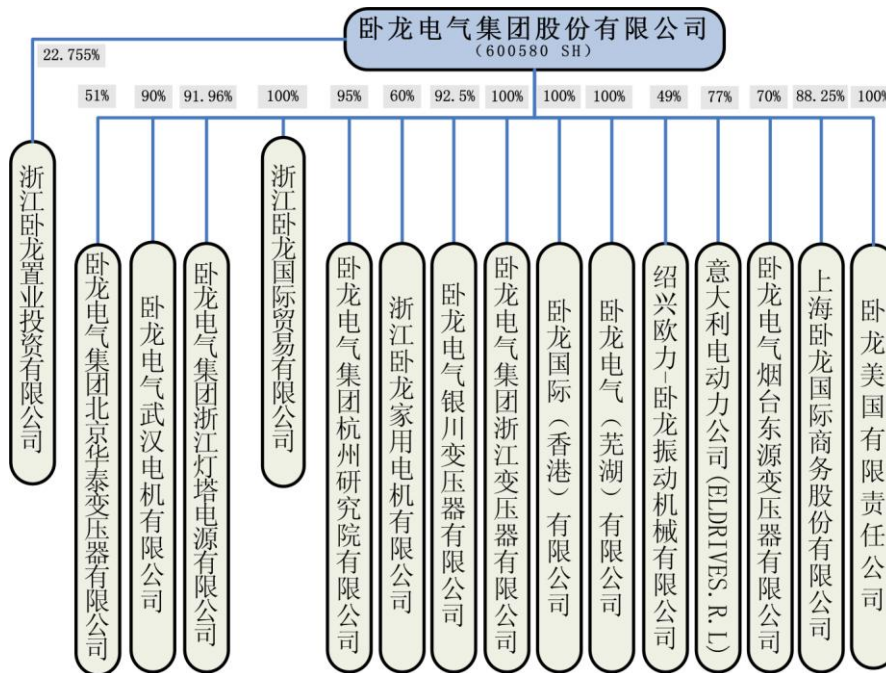 卧龙电气集团股份有限公司
(600580 SH)
22.755%
51%
90%
91.96%
100%
95%
60%
92.5%
100%
100%
100%
49%
77%
70%
88.25%
100%
浙江卧龙置业投资有限公司
卧龙电气集团北京华泰变压器有限公司
卧龙电气武汉电机有限公司
卧龙电气集团浙江灯塔电源有限公司
浙江卧龙国际贸易有限公司
卧龙电气集团杭州研究院有限公司
浙江卧龙家用电机有限公司
卧龙电气银川变压器有限公司
卧龙电气集团浙江变压器有限公司
卧龙国际（香港）有限公司
卧龙电气（芜湖）有限公司
绍兴欧力-卧龙振动机械有限公司
意大利电动力公司(ELDRIVES.R.L)
卧龙电气烟台东源变压器有限公司
上海卧龙国际商务股份有限公司
卧龙美国有限责任公司